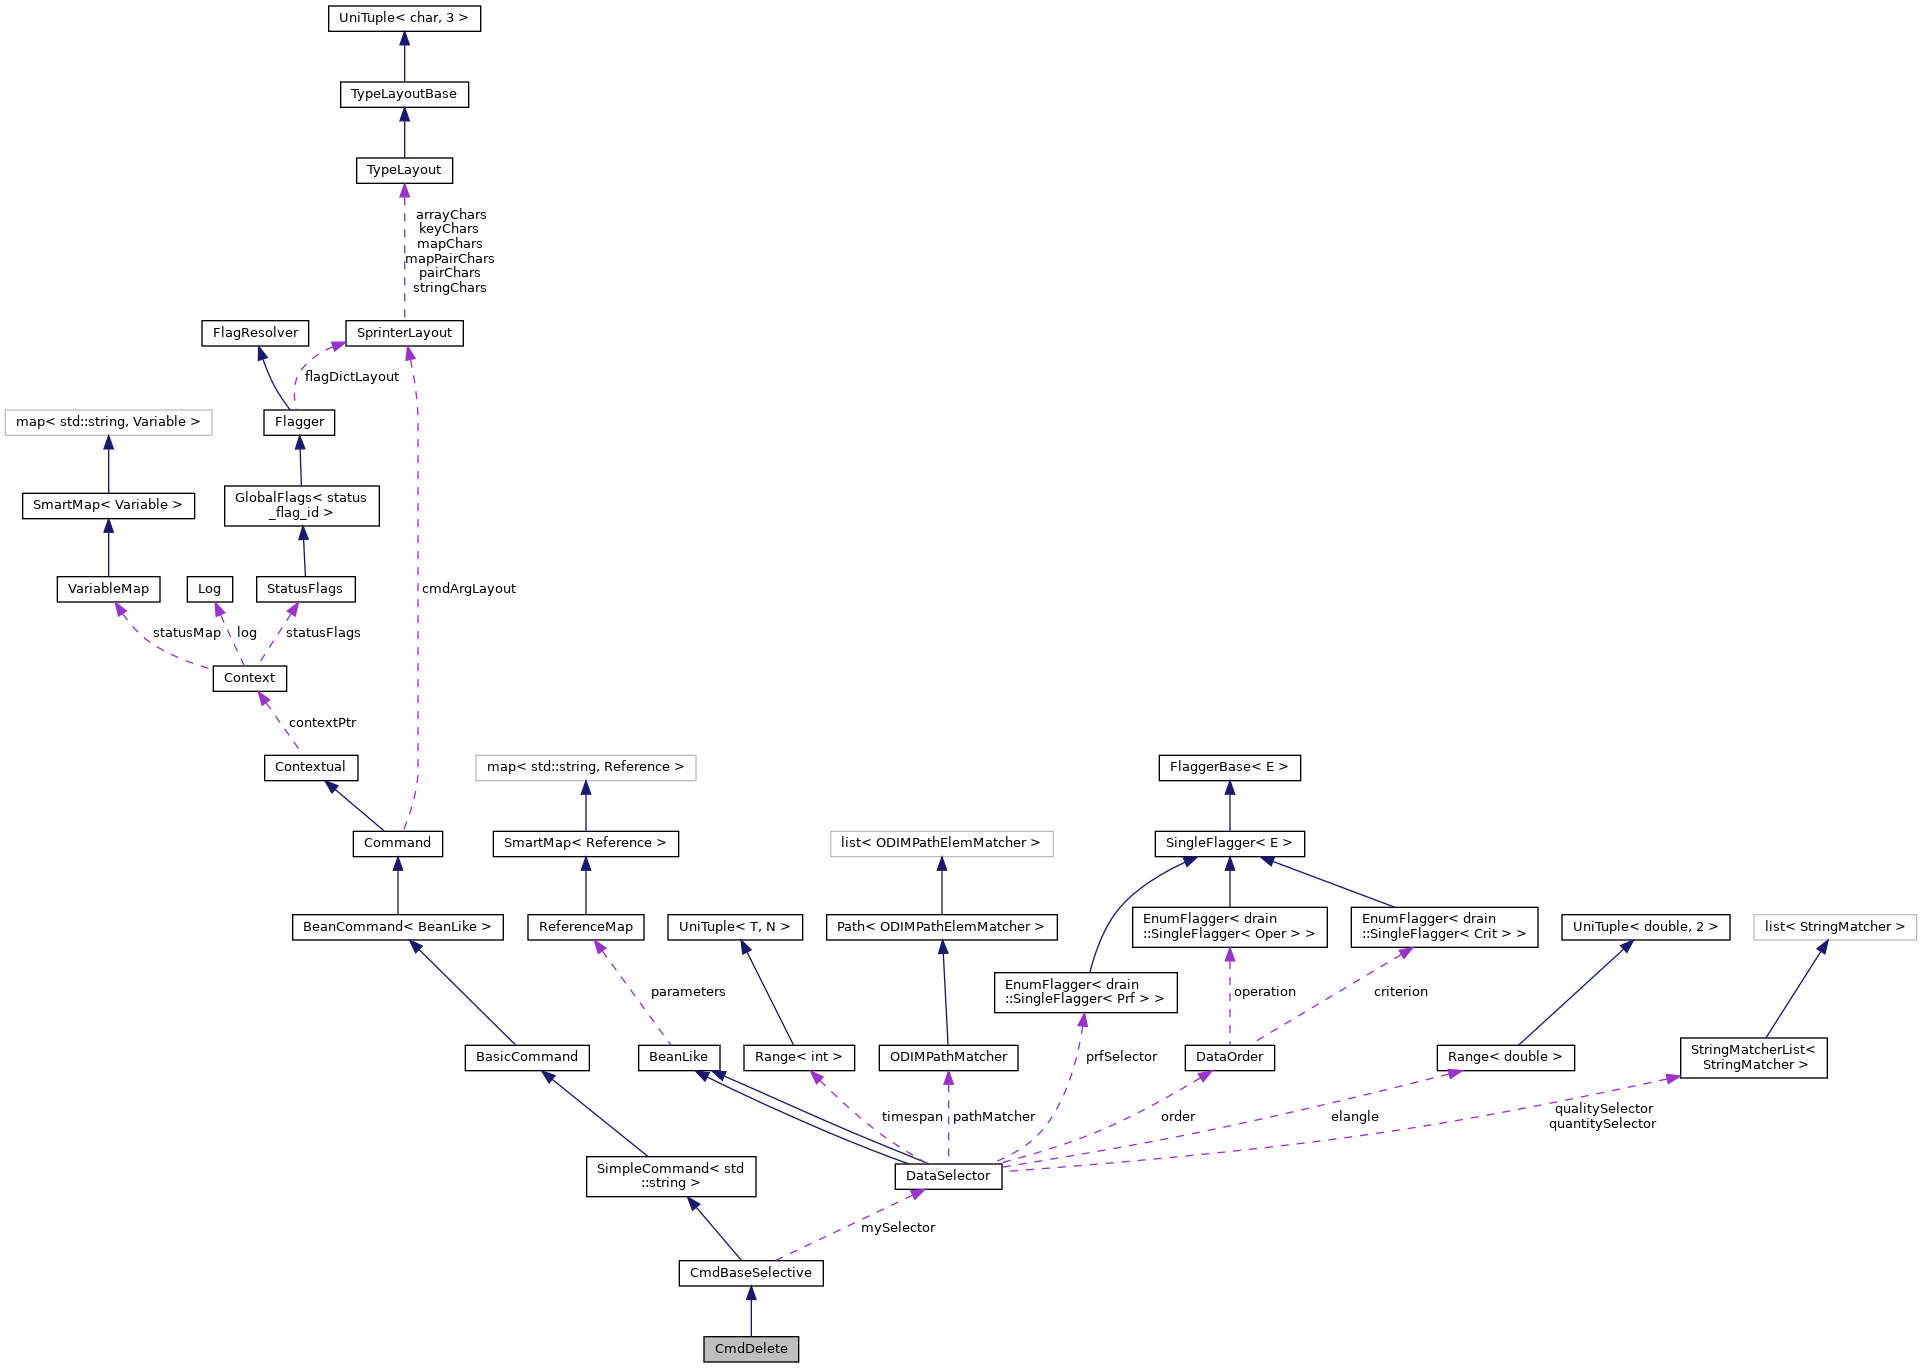 UniTuple< char, 3 >
TypeLayoutBase
TypeLayout
arrayChars
keyChars
mapChars
mapPairChars
pairChars
stringChars
FlagResolver
SprinterLayout
flagDictLayout
map< std::string, Variable >
Flagger
SmartMap< Variable >
GlobalFlags< status
_flag_id >
VariableMap
Log
StatusFlags
cmdArgLayout
statusMap
log
statusFlags
Context
contextPtr
Contextual
map< std::string, Reference >
FlaggerBase< E >
Command
SmartMap< Reference >
list< ODIMPathElemMatcher >
SingleFlagger< E >
BeanCommand< BeanLike >
ReferenceMap
UniTuple< T, N >
Path< ODIMPathElemMatcher >
EnumFlagger< drain
::SingleFlagger< Oper > >
EnumFlagger< drain
::SingleFlagger< Crit > >
UniTuple< double, 2 >
list< StringMatcher >
parameters
EnumFlagger< drain
::SingleFlagger< Prf > >
operation
criterion
BasicCommand
BeanLike
Range< int >
ODIMPathMatcher
prfSelector
DataOrder
Range< double >
StringMatcherList<
StringMatcher >
timespan
pathMatcher
order
elangle
qualitySelector
quantitySelector
SimpleCommand< std
::string >
DataSelector
mySelector
CmdBaseSelective
CmdDelete